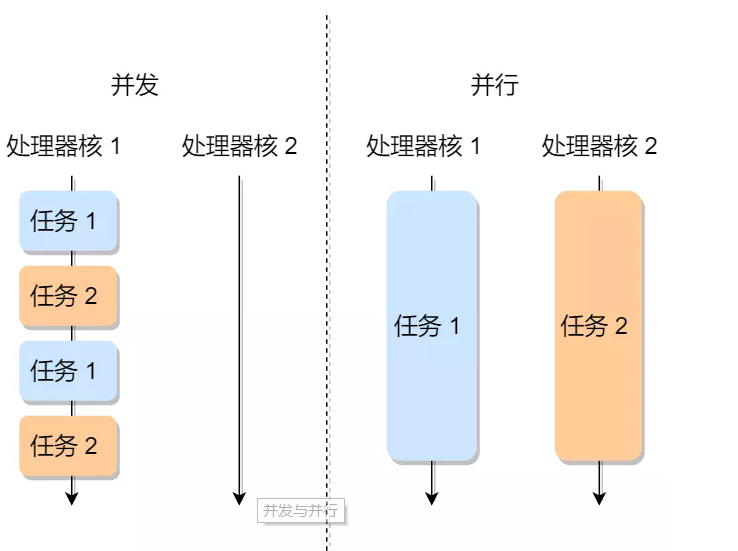 并发
处理器核 1
处理器核 2
任务 1
任务 2
任务 1
任务 2
并行
处理器核 1
处理器核 2
任务 1
任务 2
并发与并行